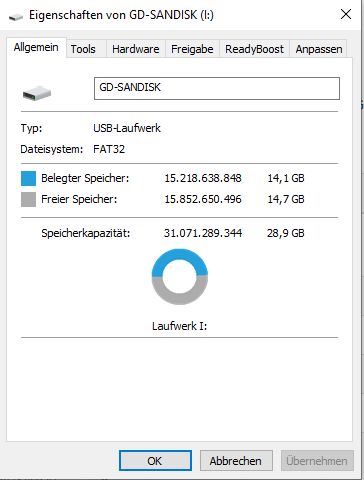 Eigenschaften von GD-SANDISK (I:)
Allgemein Tools Hardware Freigabe ReadyBoost Anpassen
GD-SANDISK
Typ: USB-Laufwerk
Dateisystem: FAT32
Belegter Speicher: 15.218.638.848 14,1 GB
Freier Speicher: 15.852.650.496 14,7 GB
Speicherkapazität: 31.071.289.344 28,9 GB
Laufwerk I:
OK Abbrechen Übernehmen